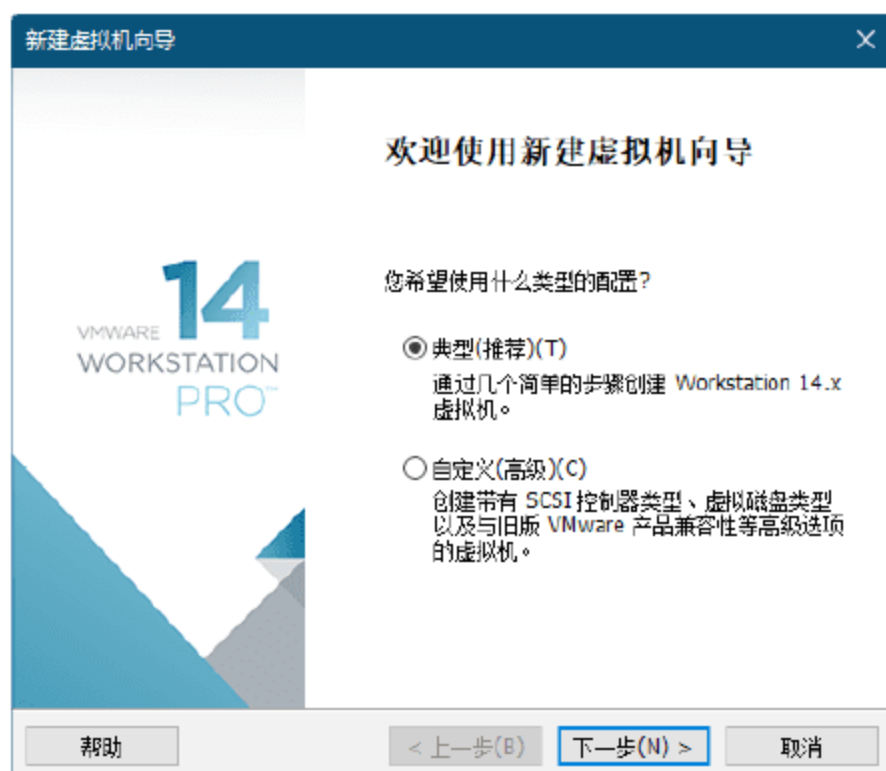 新建虚拟机向导
欢迎使用新建虚拟机向导
14
VMWARE
WORKSTATION
PRO™
您希望使用什么类型的配置?
典型(推荐)(T)
通过几个简单的步骤创建 Workstation 14.x
虚拟机。
自定义(高级)(C)
创建带有 SCSI 控制器类型、虚拟磁盘类型
以及与旧版 VMware 产品兼容性等高级选项
的虚拟机。
帮助
< 上一步(B)
下一步(N) >
取消